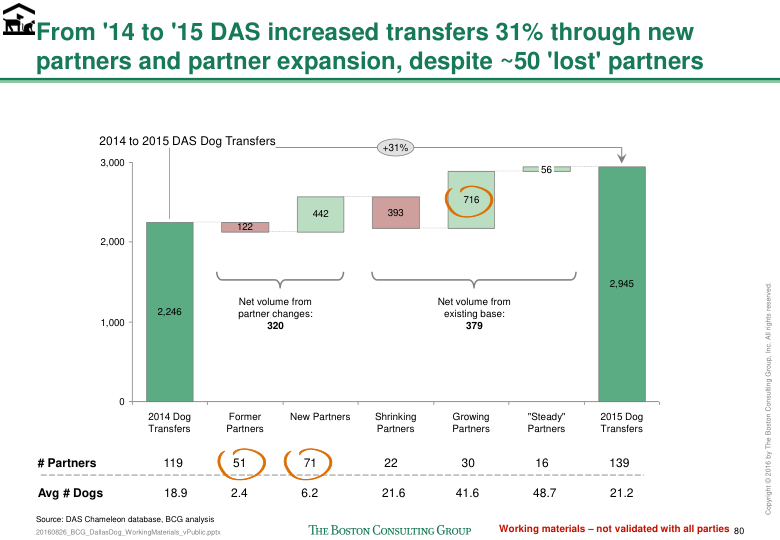 From '14 to '15 DAS increased transfers 31% through new
partners and partner expansion, despite ~50 'lost' partners
2014 to 2015 DAS Dog Transfers
+31%
3,000
2,000
1,000
0
2,246
122
442
393
716
56
2,945
Net volume from
partner changes:
320
Net volume from
existing base:
379
2014 Dog Transfers
Former Partners
New Partners
Shrinking Partners
Growing Partners
"Steady" Partners
2015 Dog Transfers
# Partners 119 51 71 22 30 16 139
Avg # Dogs 18.9 2.4 6.2 21.6 41.6 48.7 21.2
Source: DAS Chameleon database, BCG analysis
20160826_BCG_DallasDog_WorkingMaterials_vPublic.pptx
THE BOSTON CONSULTING GROUP
Working materials – not validated with all parties 80
Copyright © 2016 by The Boston Consulting Group, Inc. All rights reserved.